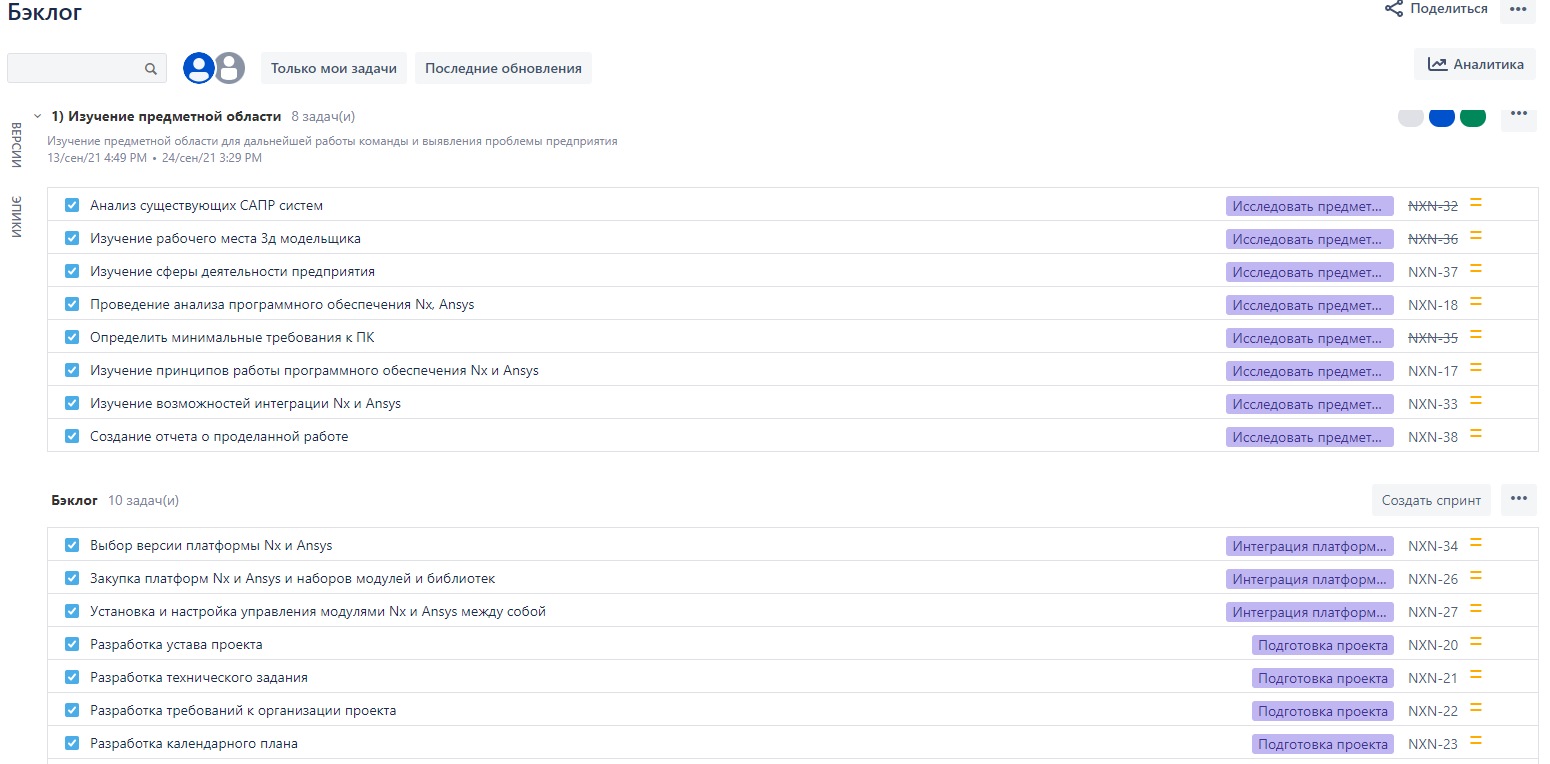 Бэклог
Поделиться
Только мои задачи
Последние обновления
Аналитика
ВЕРСИИ
ЭПИКИ
1) Изучение предметной области 8 задач(и)
Изучение предметной области для дальнейшей работы команды и выявления проблемы предприятия
13/сен/21 4:49 PM • 24/сен/21 3:29 PM
Анализ существующих САПР систем Исследовать предмет... NXN-32
Изучение рабочего места 3д модельщика Исследовать предмет... NXN-36
Изучение сферы деятельности предприятия Исследовать предмет... NXN-37
Проведение анализа программного обеспечения Nx, Ansys Исследовать предмет... NXN-18
Определить минимальные требования к ПК Исследовать предмет... NXN-35
Изучение принципов работы программного обеспечения Nx и Ansys Исследовать предмет... NXN-17
Изучение возможностей интеграции Nx и Ansys Исследовать предмет... NXN-33
Создание отчета о проделанной работе Исследовать предмет... NXN-38
Бэклог 10 задач(и) Создать спринт
Выбор версии платформы Nx и Ansys Интеграция платформ... NXN-34
Закупка платформ Nx и Ansys и наборов модулей и библиотек Интеграция платформ... NXN-26
Установка и настройка управления модулями Nx и Ansys между собой Интеграция платформ... NXN-27
Разработка устава проекта Подготовка проекта NXN-20
Разработка технического задания Подготовка проекта NXN-21
Разработка требований к организации проекта Подготовка проекта NXN-22
Разработка календарного плана Подготовка проекта NXN-23